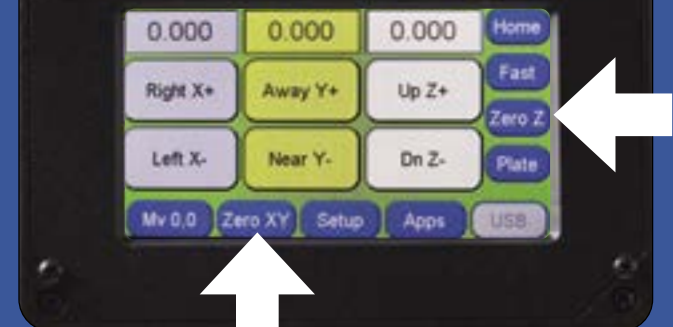 0.000 0.000 0.000 Home
Fast
Right X+ Away Y+ Up Z+
Zero Z
Left X- Near Y- Dn Z- Plate
Mv 0,0 Zero XY Setup Apps USB